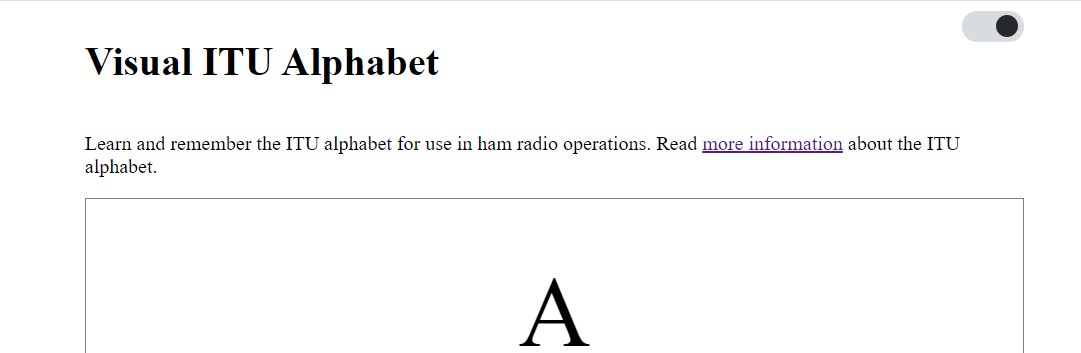 Visual ITU Alphabet
Learn and remember the ITU alphabet for use in ham radio operations. Read more information about the ITU
alphabet.
A